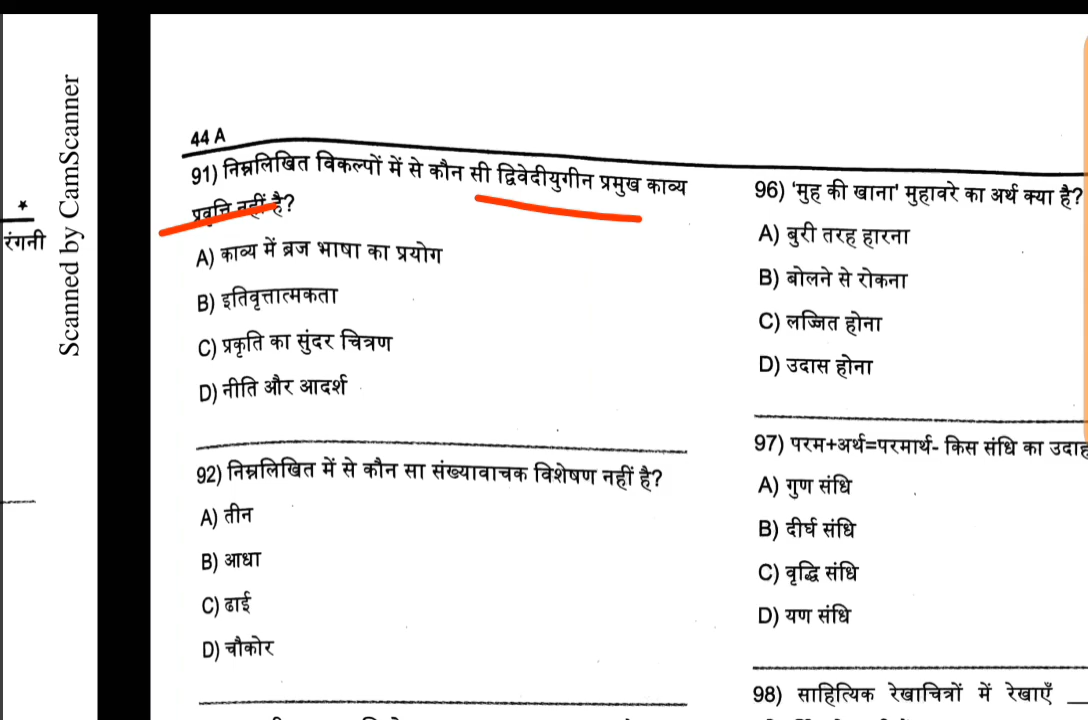 Scanned by CamScanner
रंगनी
44 A
91) निम्नलिखित विकल्पों में से कौन सी द्विवेदीयुगीन प्रमुख काव्य
प्रवृत्ति नहीं है?
A) काव्य में ब्रज भाषा का प्रयोग
B) इतिवृत्तात्मकता
C) प्रकृति का सुंदर चित्रण
D) नीति और आदर्श
92) निम्नलिखित में से कौन सा संख्यावाचक विशेषण नहीं है?
A) तीन
B) आधा
C) ढाई
D) चौकोर
96) 'मुह की खाना' मुहावरे का अर्थ क्या है?
A) बुरी तरह हारना
B) बोलने से रोकना
C) लज्जित होना
D) उदास होना
97) परम+अर्थ=परमार्थ- किस संधि का
A) गुण संधि
B) दीर्घ संधि
C) वृद्धि संधि
D) यण संधि
98) साहित्यिक रेखाचित्रों में रेखाएँ